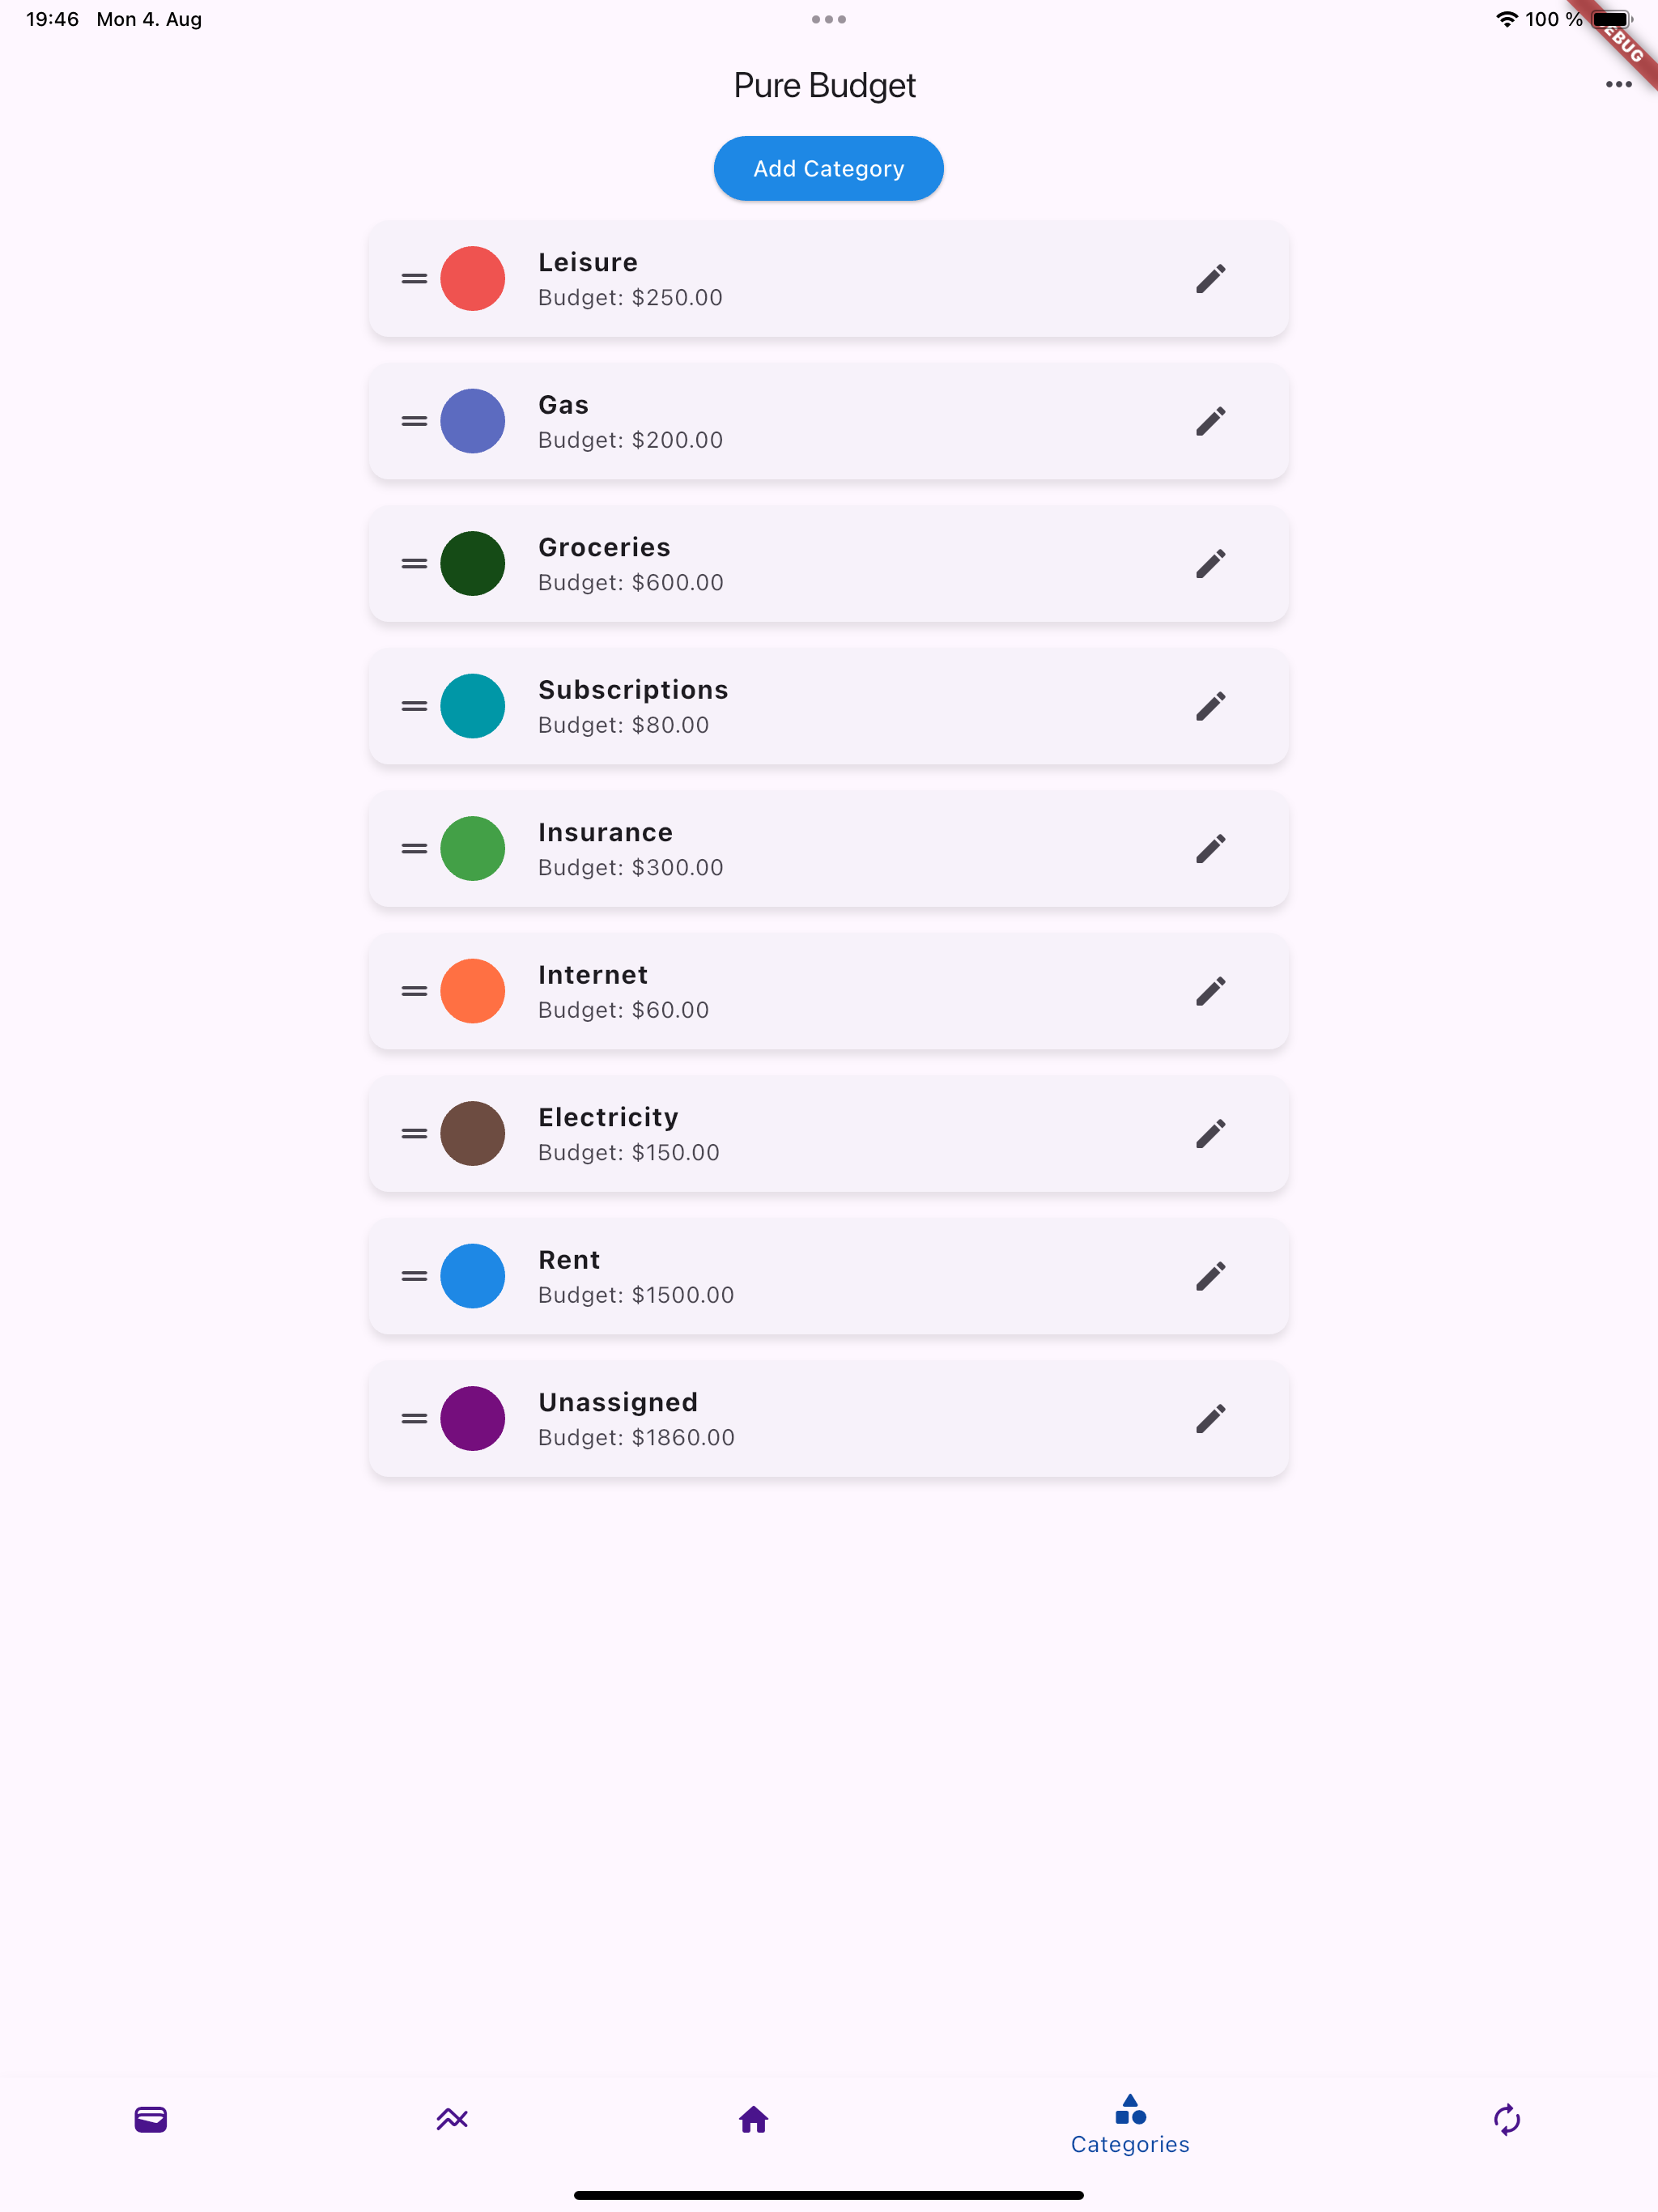 19:46 Mon 4. Aug
100 %
Pure Budget
Add Category
Leisure
Budget: $250.00
Gas
Budget: $200.00
Groceries
Budget: $600.00
Subscriptions
Budget: $80.00
Insurance
Budget: $300.00
Internet
Budget: $60.00
Electricity
Budget: $150.00
Rent
Budget: $1500.00
Unassigned
Budget: $1860.00
Categories